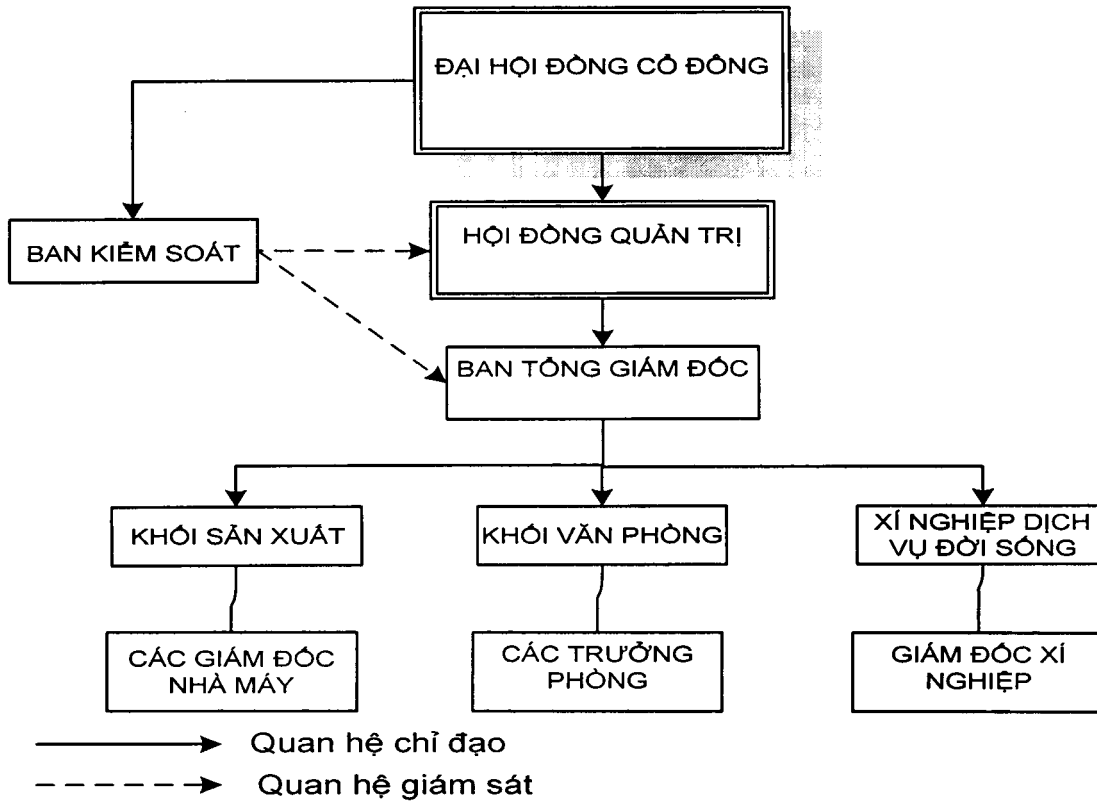 ĐẠI HỘI ĐỒNG CỔ ĐÔNG
HỘI ĐỒNG QUẢN TRỊ
BAN KIỂM SOÁT
BAN TỔNG GIÁM ĐỐC
KHỐI SẢN XUẤT
KHỐI VĂN PHÒNG
XÍ NGHIỆP DỊCH
VỤ ĐỜI SỐNG
CÁC GIÁM ĐỐC
NHÀ MÁY
CÁC TRƯỞNG
PHÒNG
GIÁM ĐỐC XÍ
NGHIỆP
Quan hệ chỉ đạo
Quan hệ giám sát